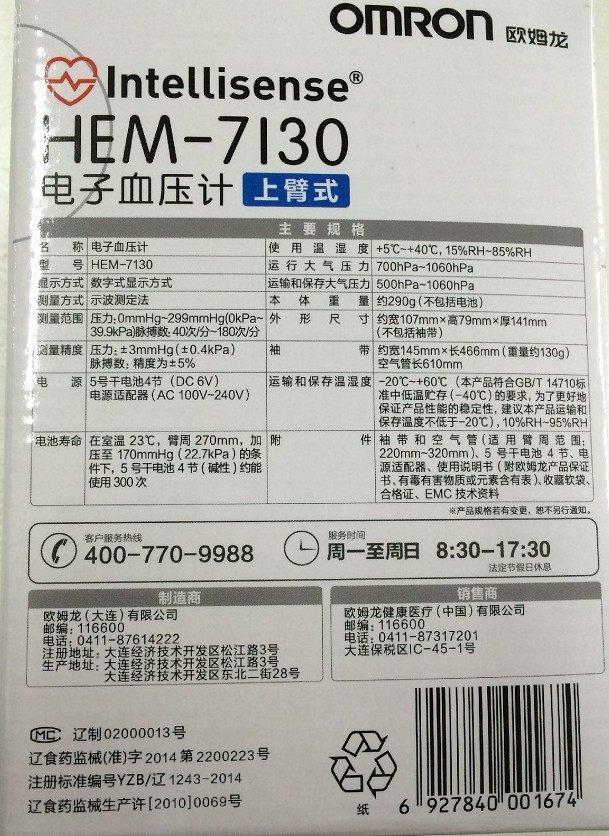 OMRON 欧姆龙
Intellisense®
HEM-7130
电子血压计 上臂式
主要规格
名称 电子血压计 使用温湿度 +5℃~+40℃, 15%RH~85%RH
型号 HEM-7130 运行大气压力 700hPa~1060hPa
显示方式 数字式显示方式 运输和保存大气压力 500hPa~1060hPa
测量方式 示波测定法 本体重量 约290g (不包括电池)
测量范围 压力: 0mmHg~299mmHg(0kPa~ 外形尺寸 约宽107mm×高79mm×厚141mm
39.9kPa)脉搏数: 40次/分~180次/分 (不包括袖带)
测量精度 压力: ±3mmHg (±0.4kPa) 袖带 约宽145mm×长466mm (重量约130g)
脉搏数: 精度为±5% 空气管长610mm
电源 5号干电池4节 (DC 6V) 运输和保存温湿度 -20℃~+60℃ (本产品符合GB/T 14710标
电源适配器 (AC 100V~240V) 准中低温贮存 (-40℃) 的要求, 为了更好地
保证产品性能的稳定性, 建议本产品运输和
保存温度不低于-20℃) , 10%RH~95%RH
电池寿命 在室温 23℃, 臂周 270mm, 加 附件 袖带和空气管 (适用臂周范围:
压至 170mmHg (22.7kPa) 的条 220mm~320mm)、5 号干电池 4 节、电
件下, 5 号干电池 4 节 (碱性) 约能 源适配器、使用说明书 (附欧姆龙产品保证
使用 300 次 书、有毒有害物质或元素含有表)、收藏软袋、
合格证、EMC 技术资料
※产品规格若有变更，恕不另行通知。
客户服务热线 服务时间
400-770-9988 周一至周日 8:30-17:30
法定节假日休息
制造商 销售商
欧姆龙 (大连) 有限公司 欧姆龙健康医疗 (中国) 有限公司
邮编: 116600 邮编: 116600
电话: 0411-87614222 电话: 0411-87317201
注册地址: 大连经济技术开发区松江路3号 大连保税区IC-45-1号
生产地址: 大连经济技术开发区松江路3号
大连经济技术开发区东北二街28号
MC 辽制02000013号
辽食药监械(准)字 2014 第 2200223号
注册标准编号YZB/辽 1243-2014
辽食药监械生产许[2010]0069号
纸
6 927840 001674